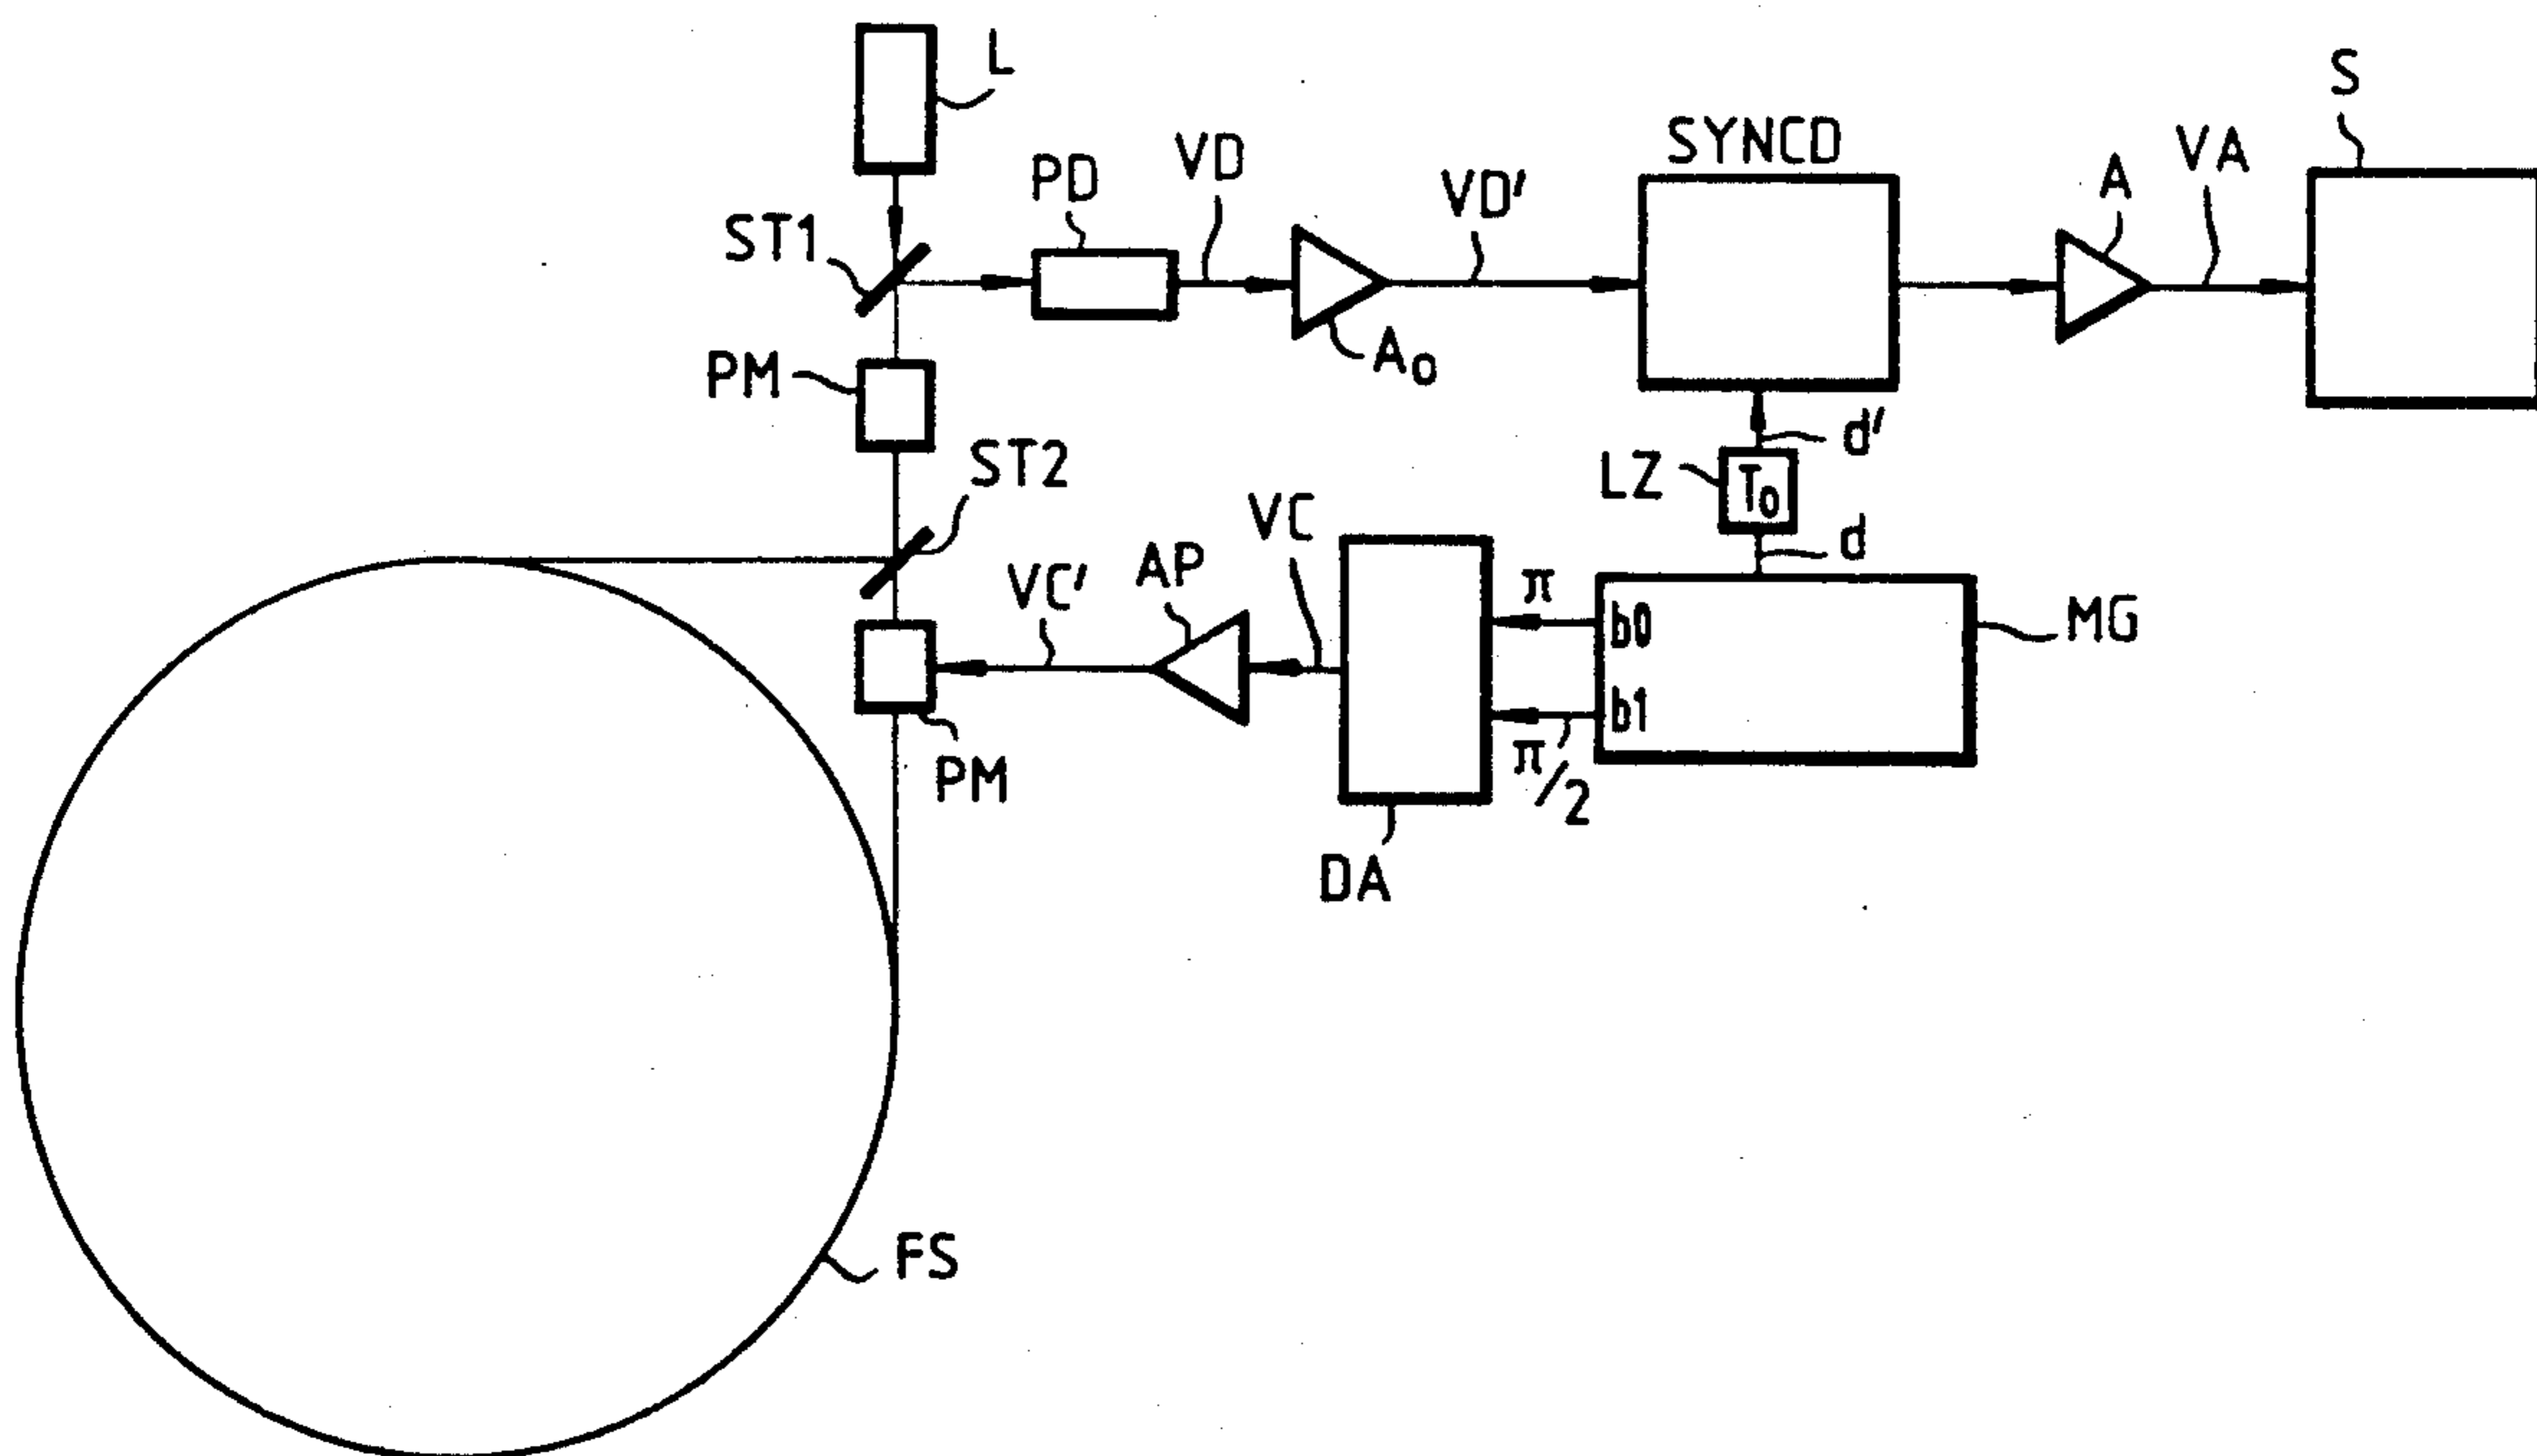 L
S
SYNCD
VA
A
VD
PD
VD'
ST1
A₀
PM
d'
ST2
LZ
T₀
VC
d
AP
VC'
π
b0
MG
b1
π/2
PM
DA
FS